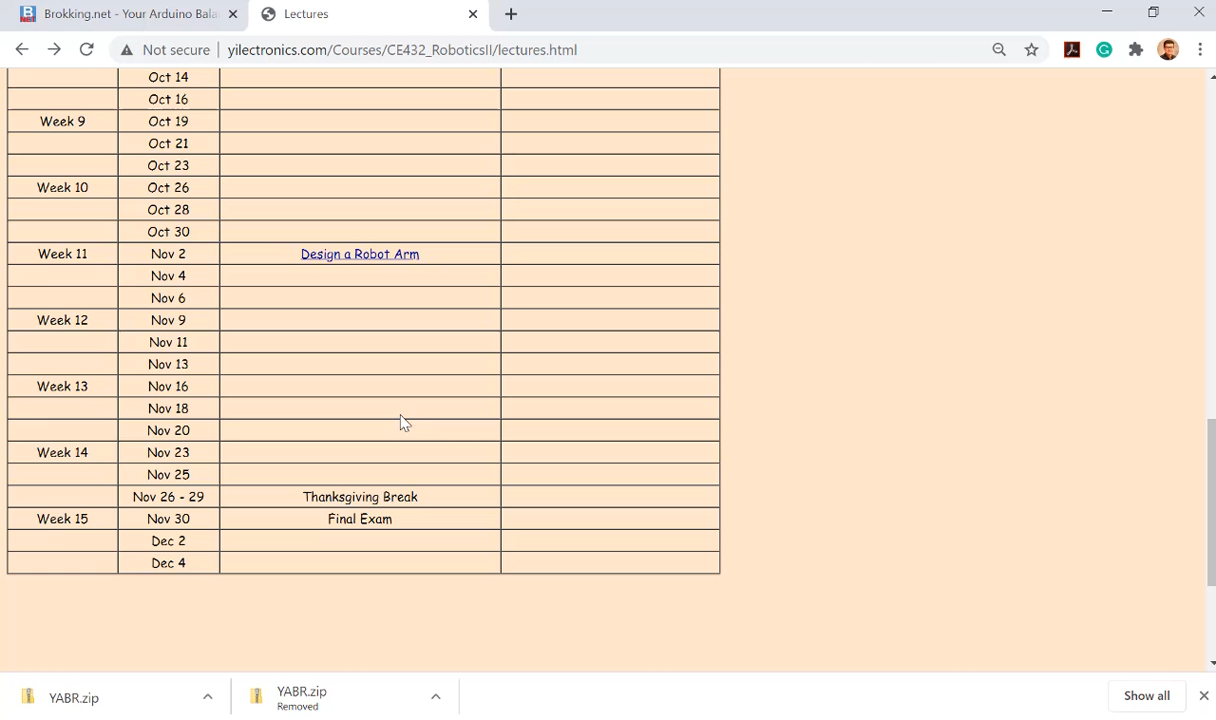 Brokking.net - Your Arduino Bala
Lectures
Not secure yilectronics.com/Courses/CE432_RoboticsII/lectures.html
Oct 14
Oct 16
Week 9 Oct 19
Oct 21
Oct 23
Week 10 Oct 26
Oct 28
Oct 30
Week 11 Nov 2 Design a Robot Arm
Nov 4
Nov 6
Week 12 Nov 9
Nov 11
Nov 13
Week 13 Nov 16
Nov 18
Nov 20
Week 14 Nov 23
Nov 25
Nov 26 - 29 Thanksgiving Break
Week 15 Nov 30 Final Exam
Dec 2
Dec 4
YABR.zip
YABR.zip
Removed
Show all